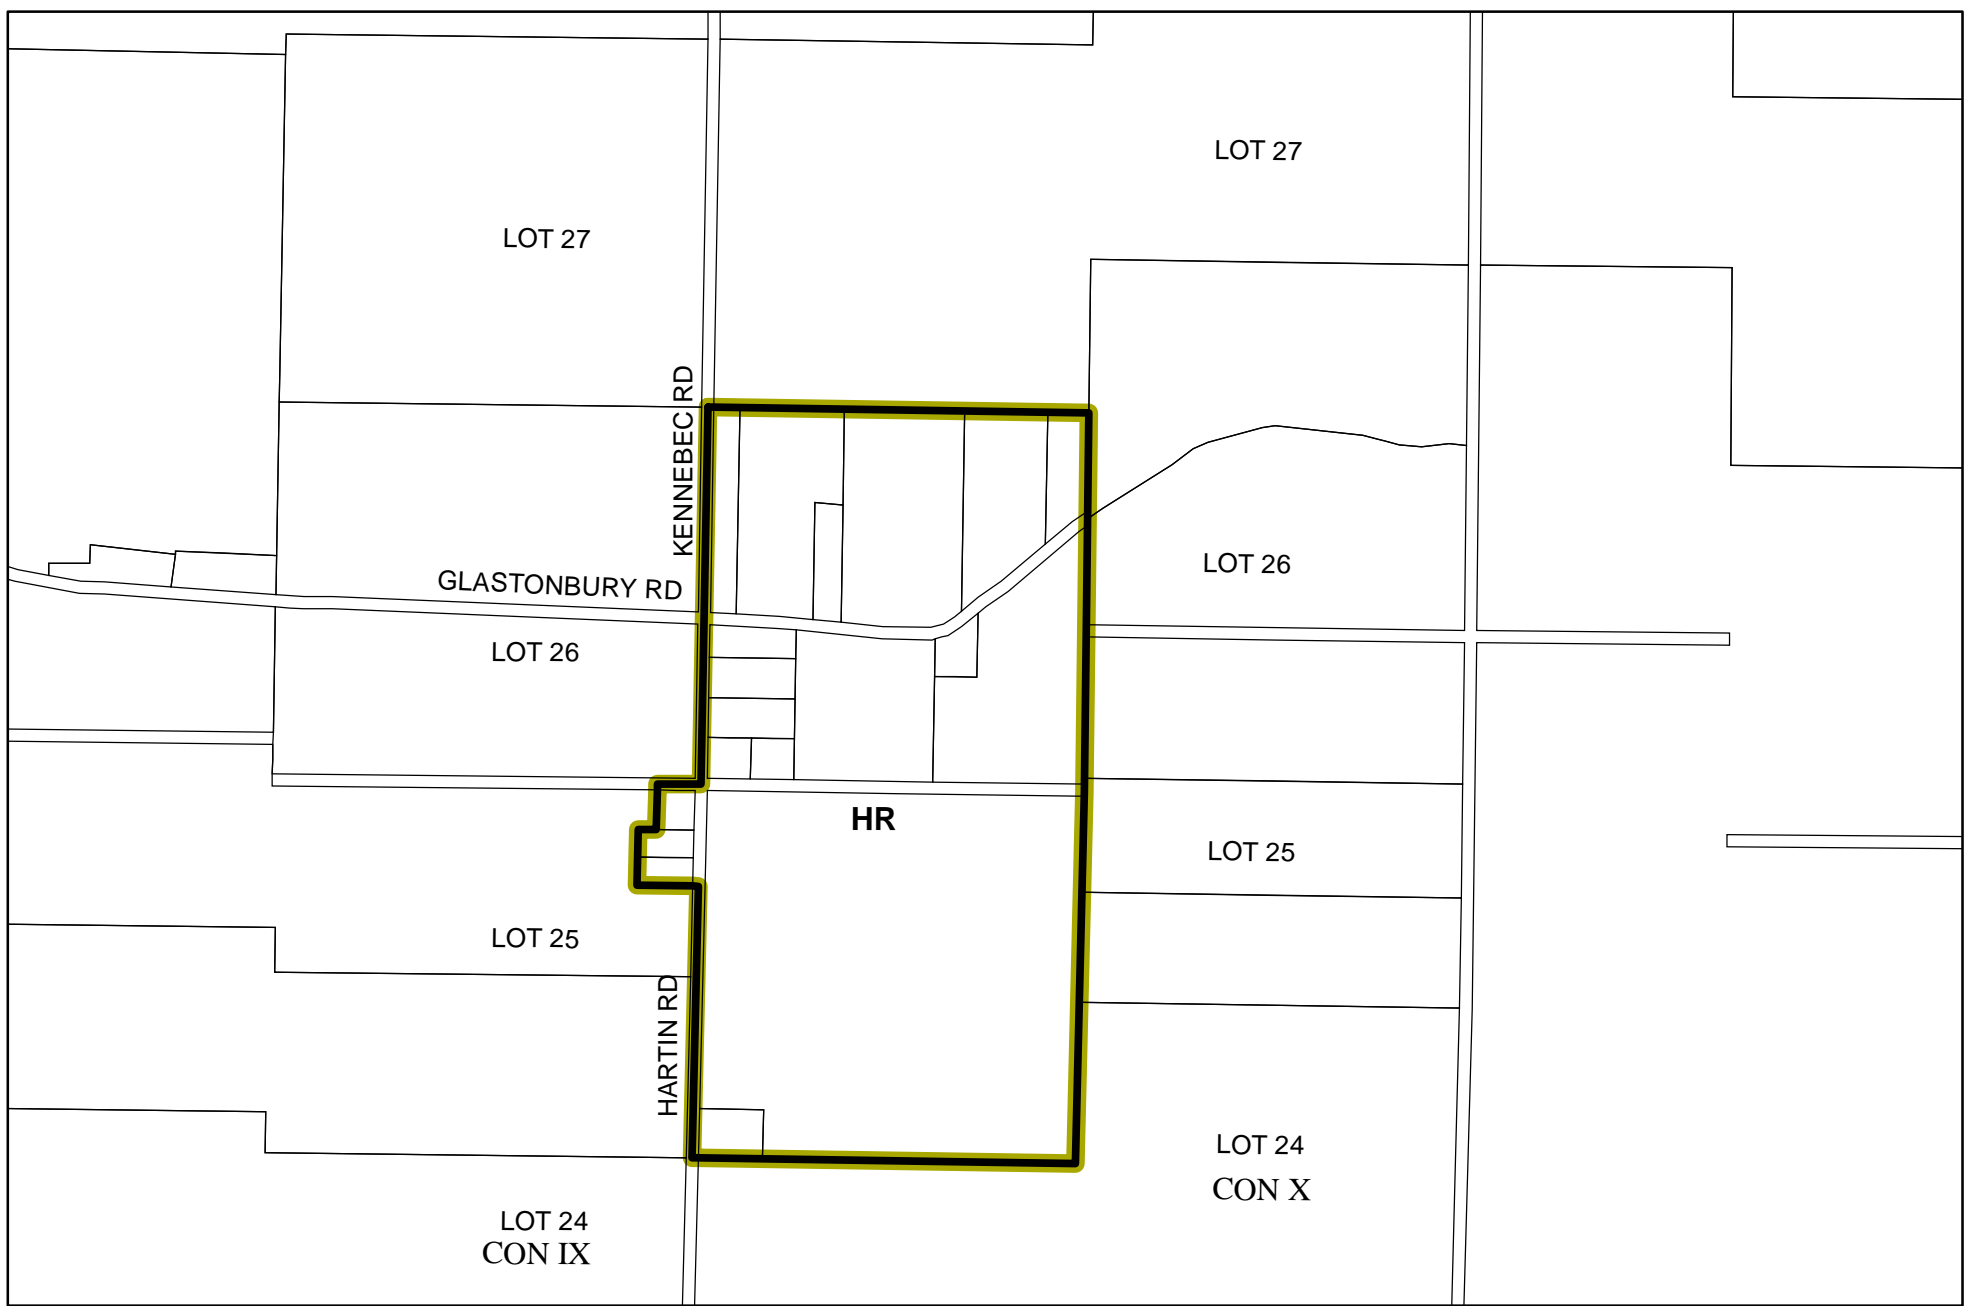 LOT 27
LOT 27
KENNEBEC RD
GLASTONBURY RD
LOT 26
LOT 26
HR
LOT 25
LOT 25
HARTIN RD
LOT 24
CON X
LOT 24
CON IX